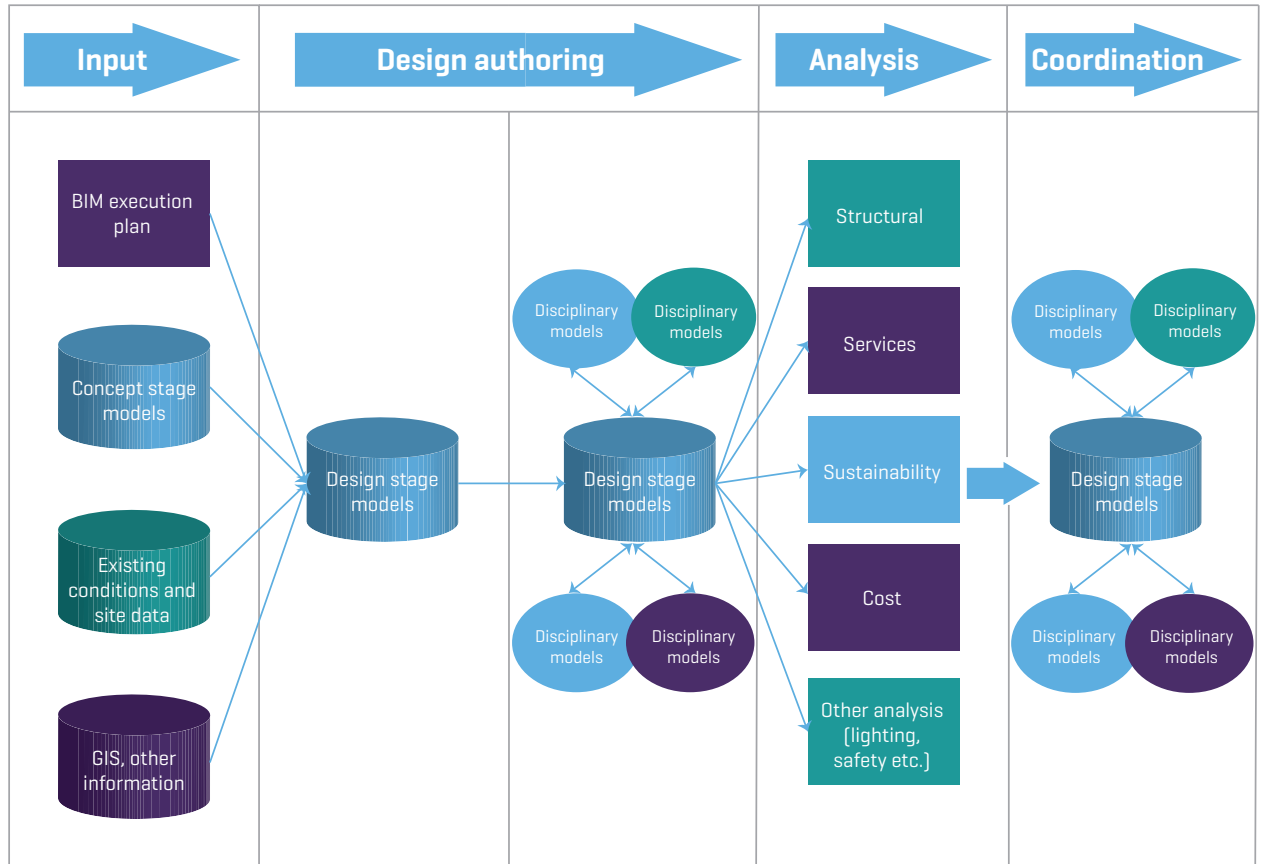 Input
Design authoring
Analysis
Coordination
BIM execution
plan
Concept stage
models
Existing
conditions and
site data
GIS, other
information
Design stage
models
Disciplinary
models
Disciplinary
models
Design stage
models
Disciplinary
models
Disciplinary
models
Structural
Services
Sustainability
Cost
Other analysis
(lighting,
safety etc.)
Disciplinary
models
Disciplinary
models
Design stage
models
Disciplinary
models
Disciplinary
models